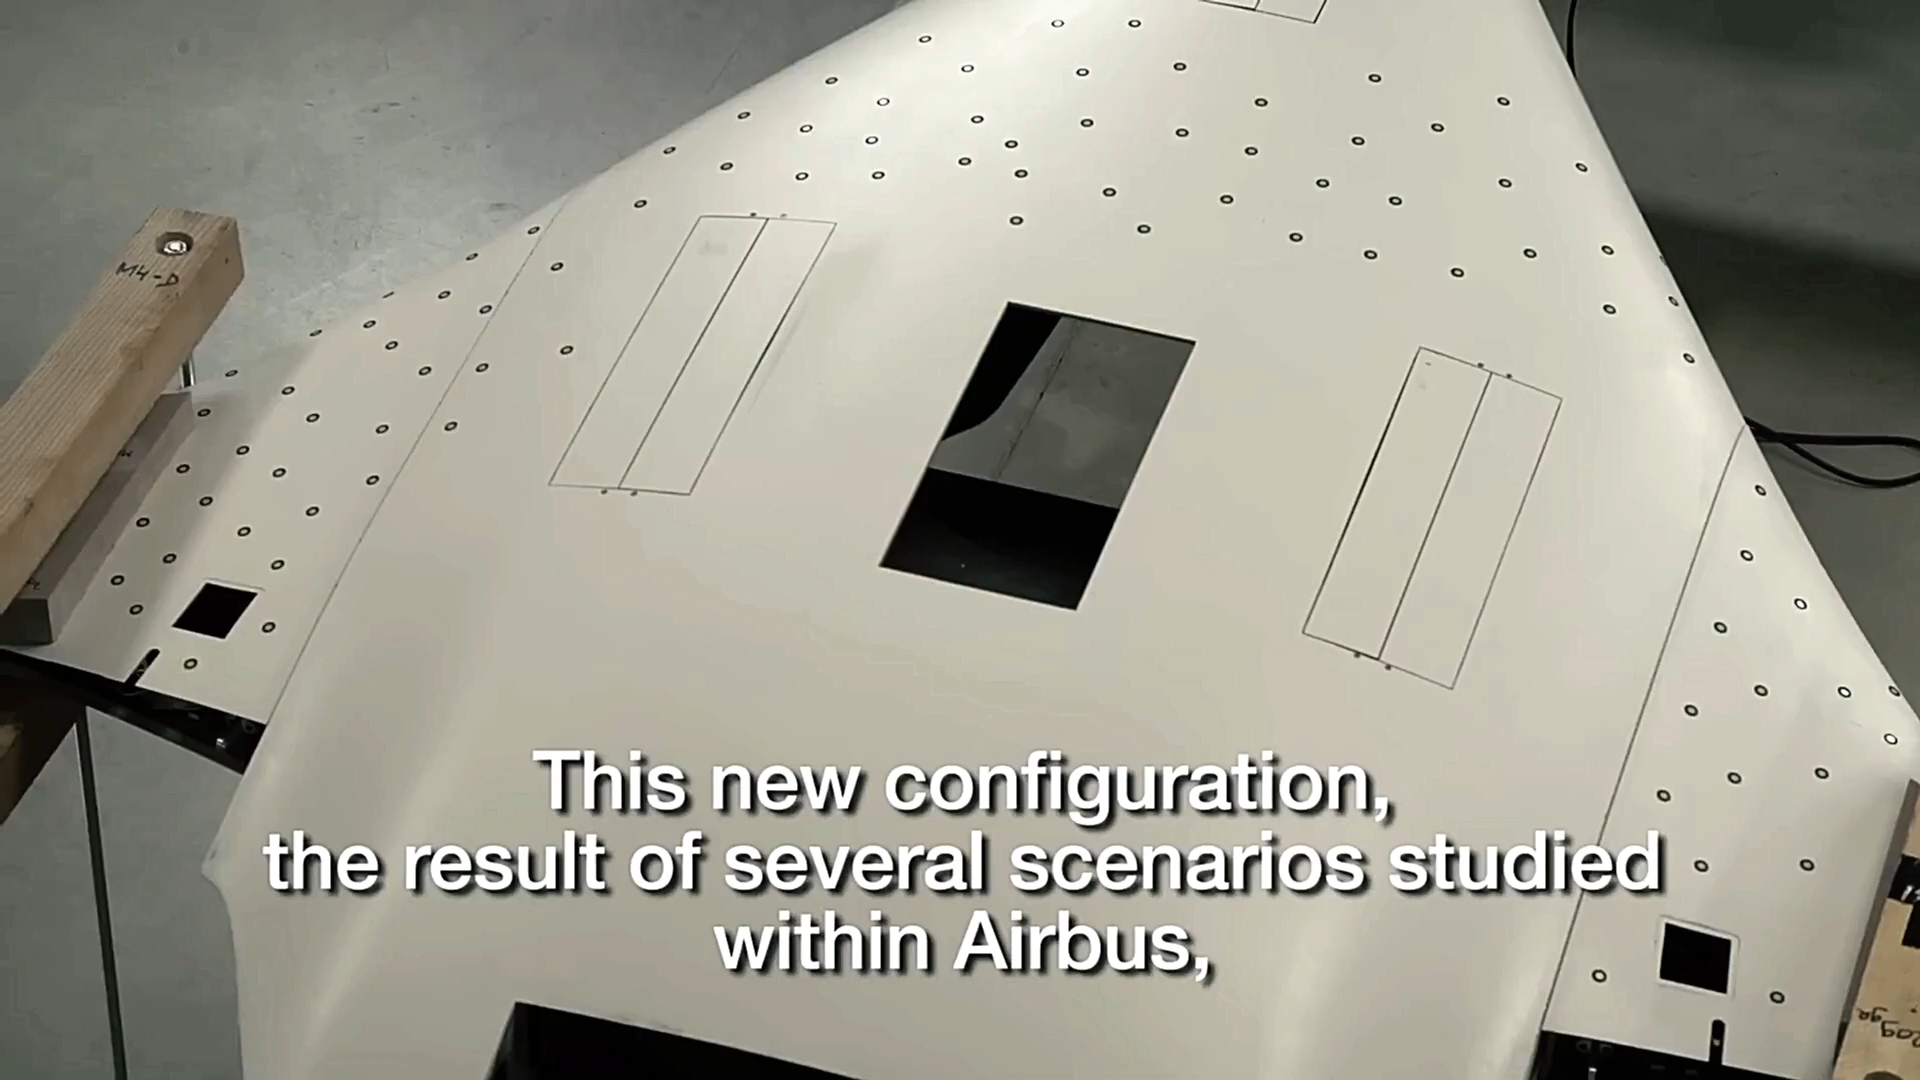 M4-D
This new configuration,
the result of several scenarios studied
within Airbus,